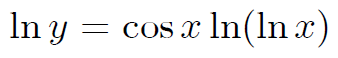 ln y = cos x ln(ln x)